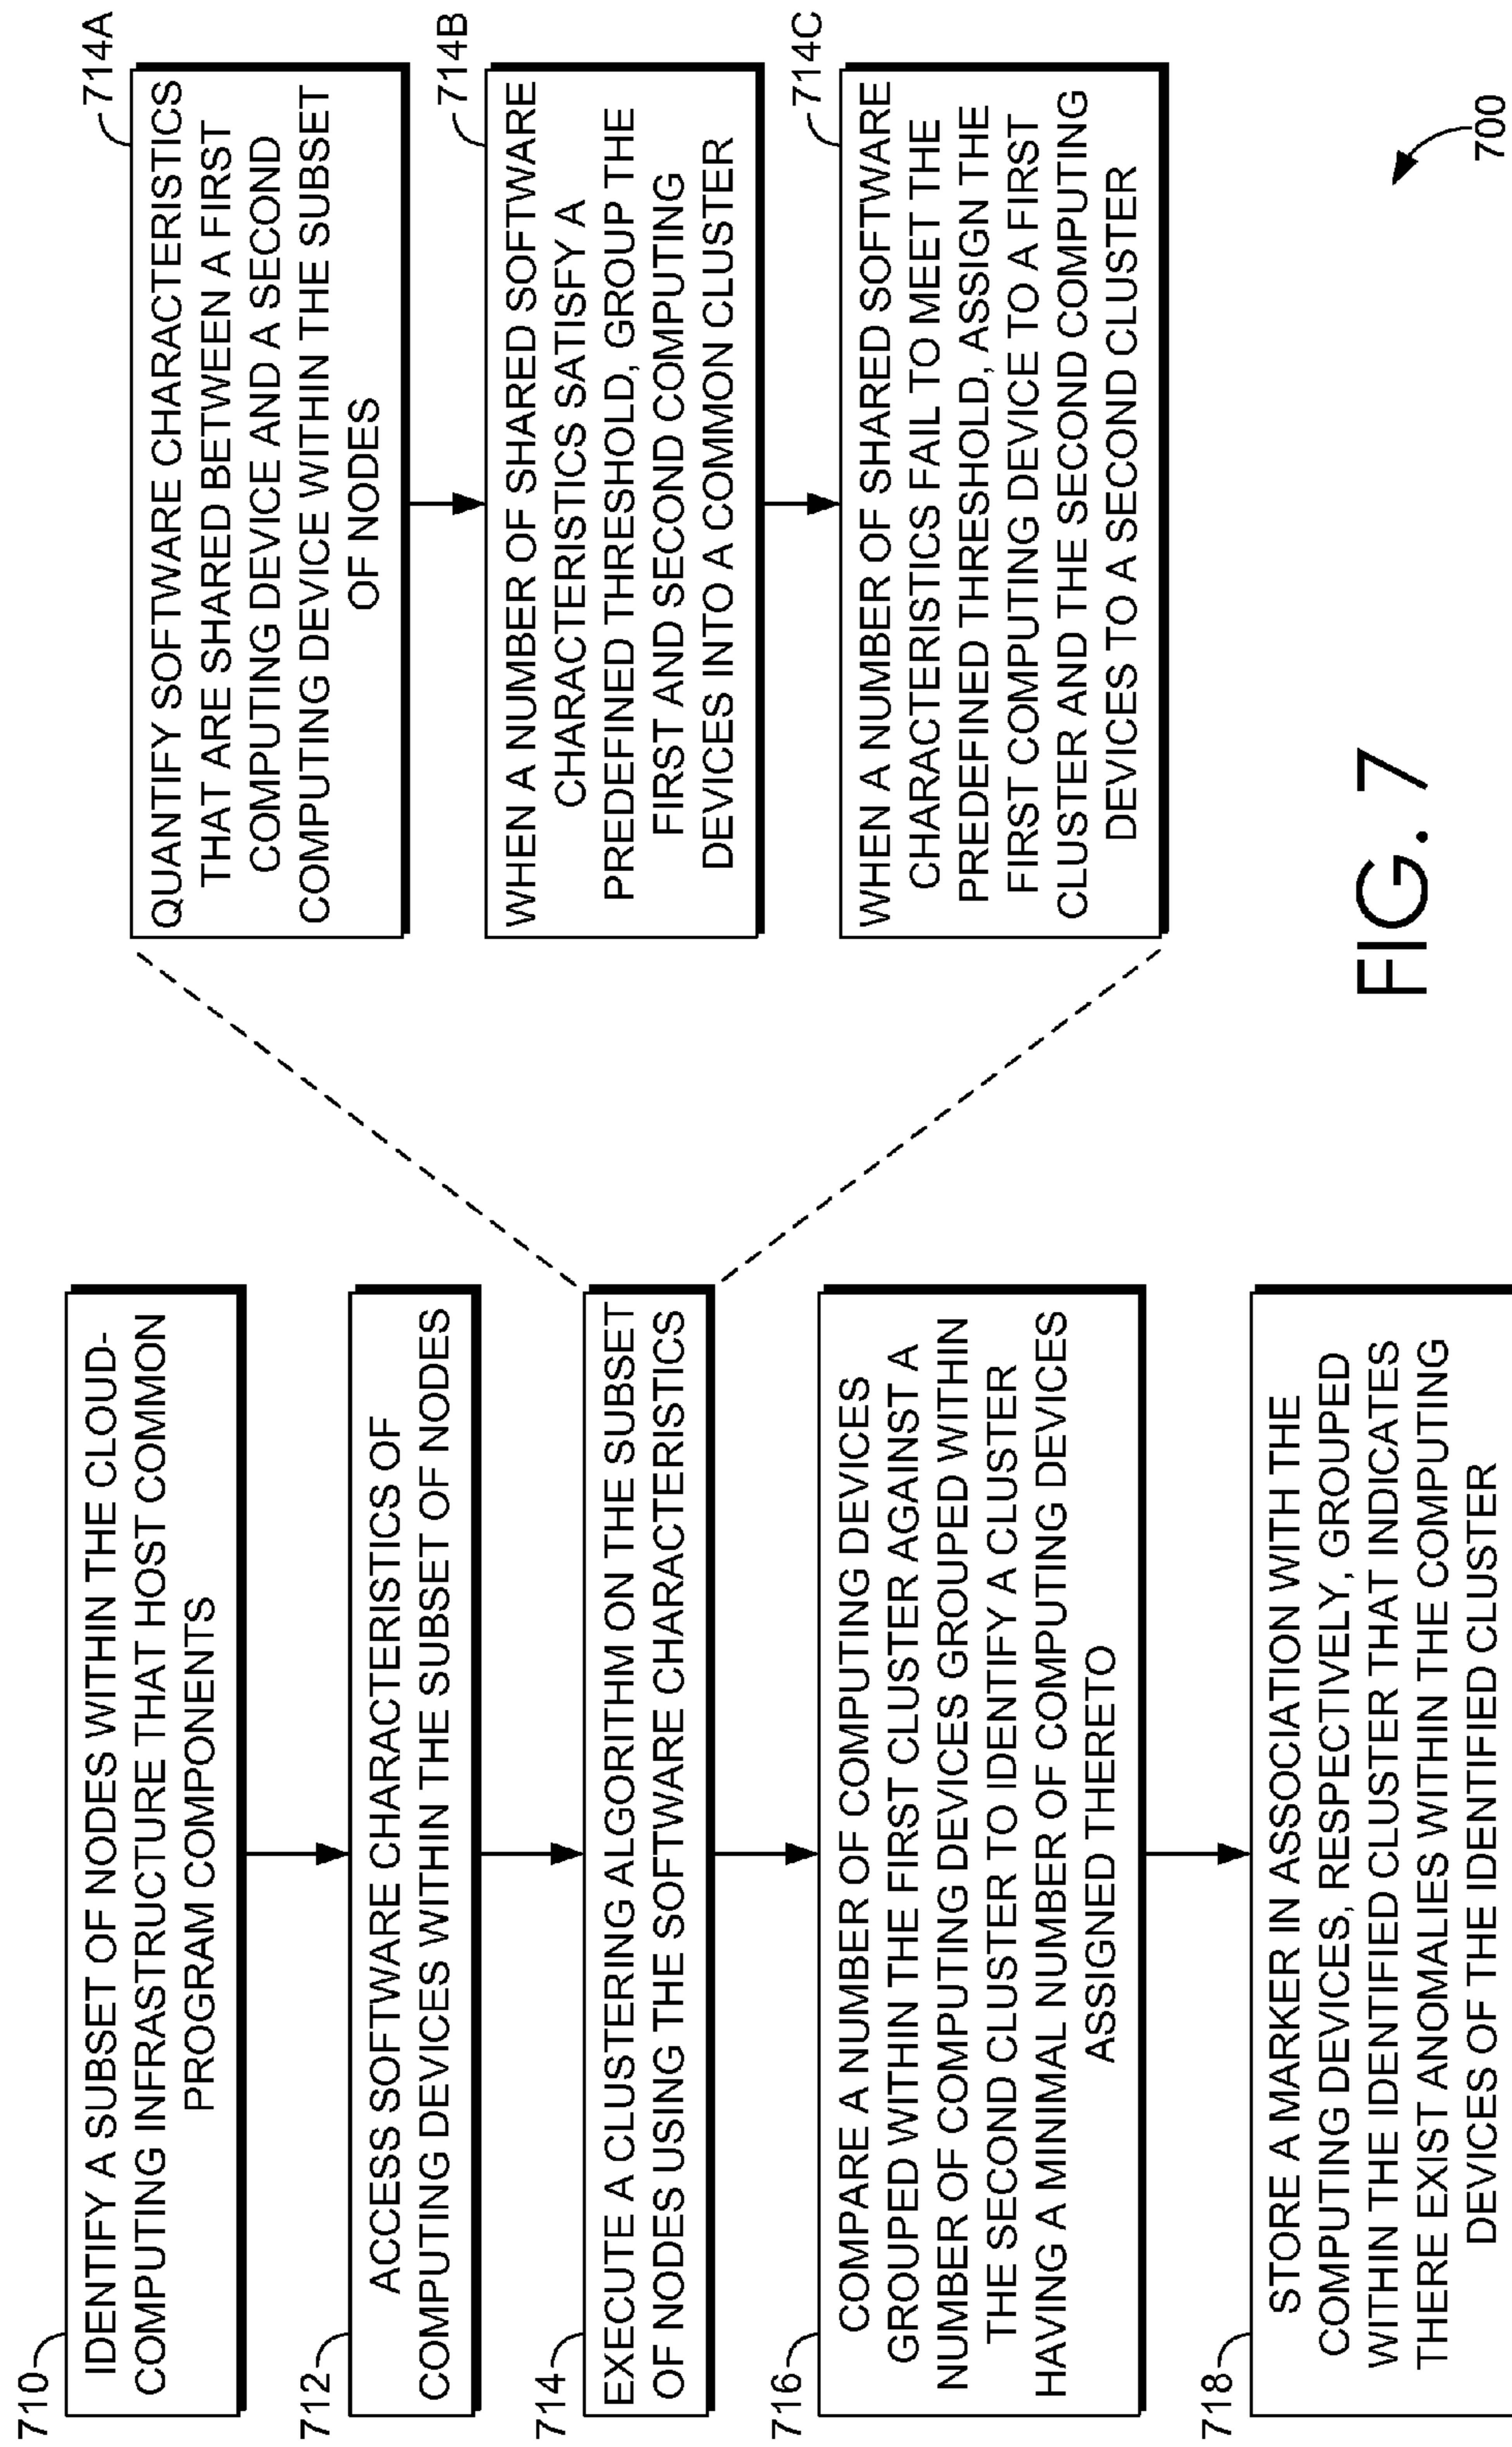 710
IDENTIFY A SUBSET OF NODES WITHIN THE CLOUD-
COMPUTING INFRASTRUCTURE THAT HOST COMMON
PROGRAM COMPONENTS
712
ACCESS SOFTWARE CHARACTERISTICS OF
COMPUTING DEVICES WITHIN THE SUBSET OF NODES
714
EXECUTE A CLUSTERING ALGORITHM ON THE SUBSET
OF NODES USING THE SOFTWARE CHARACTERISTICS
716
COMPARE A NUMBER OF COMPUTING DEVICES
GROUPED WITHIN THE FIRST CLUSTER AGAINST A
NUMBER OF COMPUTING DEVICES GROUPED WITHIN
THE SECOND CLUSTER TO IDENTIFY A CLUSTER
HAVING A MINIMAL NUMBER OF COMPUTING DEVICES
ASSIGNED THERETO
718
STORE A MARKER IN ASSOCIATION WITH THE
COMPUTING DEVICES, RESPECTIVELY, GROUPED
WITHIN THE IDENTIFIED CLUSTER THAT INDICATES
THERE EXIST ANOMALIES WITHIN THE COMPUTING
DEVICES OF THE IDENTIFIED CLUSTER
714A
QUANTIFY SOFTWARE CHARACTERISTICS
THAT ARE SHARED BETWEEN A FIRST
COMPUTING DEVICE AND A SECOND
COMPUTING DEVICE WITHIN THE SUBSET
OF NODES
714B
WHEN A NUMBER OF SHARED SOFTWARE
CHARACTERISTICS SATISFY A
PREDEFINED THRESHOLD, GROUP THE
FIRST AND SECOND COMPUTING
DEVICES INTO A COMMON CLUSTER
714C
WHEN A NUMBER OF SHARED SOFTWARE
CHARACTERISTICS FAIL TO MEET THE
PREDEFINED THRESHOLD, ASSIGN THE
FIRST COMPUTING DEVICE TO A FIRST
CLUSTER AND THE SECOND COMPUTING
DEVICES TO A SECOND CLUSTER
700
FIG. 7